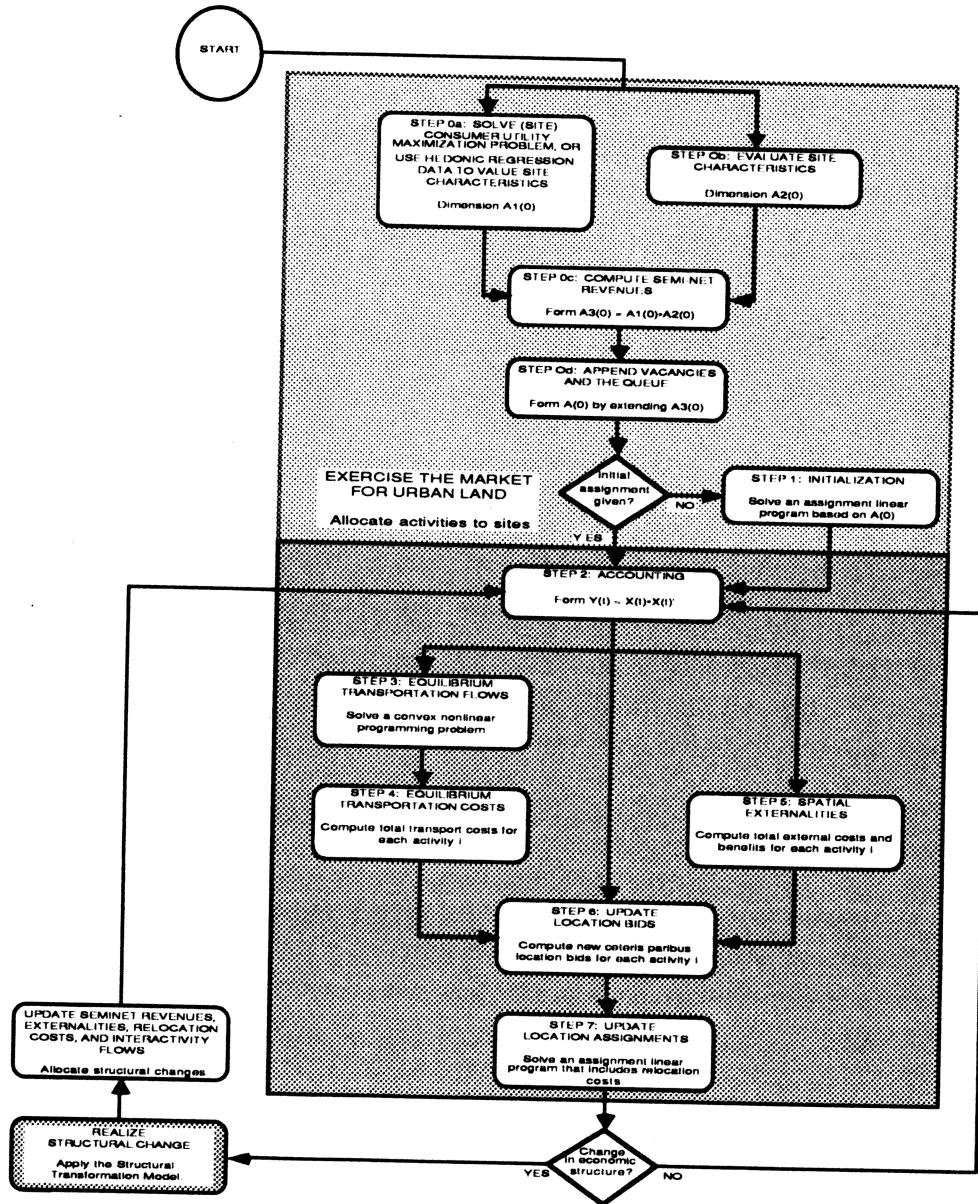 START
STEP 0a: SOLVE (SITE)
CONSUMER UTILITY
MAXIMIZATION PROBLEM, OR
USE HEDONIC REGRESSION
DATA TO VALUE SITE
CHARACTERISTICS
Dimension A1(0)
STEP 0b: EVALUATE SITE
CHARACTERISTICS
Dimension A2(0)
STEP 0c: COMPUTE SEMI-NET
REVENUES
Form A3(0) = A1(0)-A2(0)
STEP 0d: APPEND VACANCIES
AND THE QUEUE
Form A(0) by extending A3(0)
EXERCISE THE MARKET
FOR URBAN LAND
Allocate activities to sites
Initial
assignment
given?
NO
YES
STEP 1: INITIALIZATION
Solve an assignment linear
program based on A(0)
STEP 2: ACCOUNTING
Form Y(t) = X(t)•X(t)'
STEP 3: EQUILIBRIUM
TRANSPORTATION FLOWS
Solve a convex nonlinear
programming problem
STEP 4: EQUILIBRIUM
TRANSPORTATION COSTS
Compute total transport costs for
each activity i
STEP 5: SPATIAL
EXTERNALITIES
Compute total external costs and
benefits for each activity i
STEP 6: UPDATE
LOCATION BIDS
Compute new ceteris paribus
location bids for each activity i
STEP 7: UPDATE
LOCATION ASSIGNMENTS
Solve an assignment linear
program that includes relocation
costs
UPDATE SEMINET REVENUES,
EXTERNALITIES, RELOCATION
COSTS, AND INTERACTIVITY
FLOWS
Allocate structural changes
REALIZE
STRUCTURAL CHANGE
Apply the Structural
Transformation Model.
Change
in economic
structure?
YES
NO